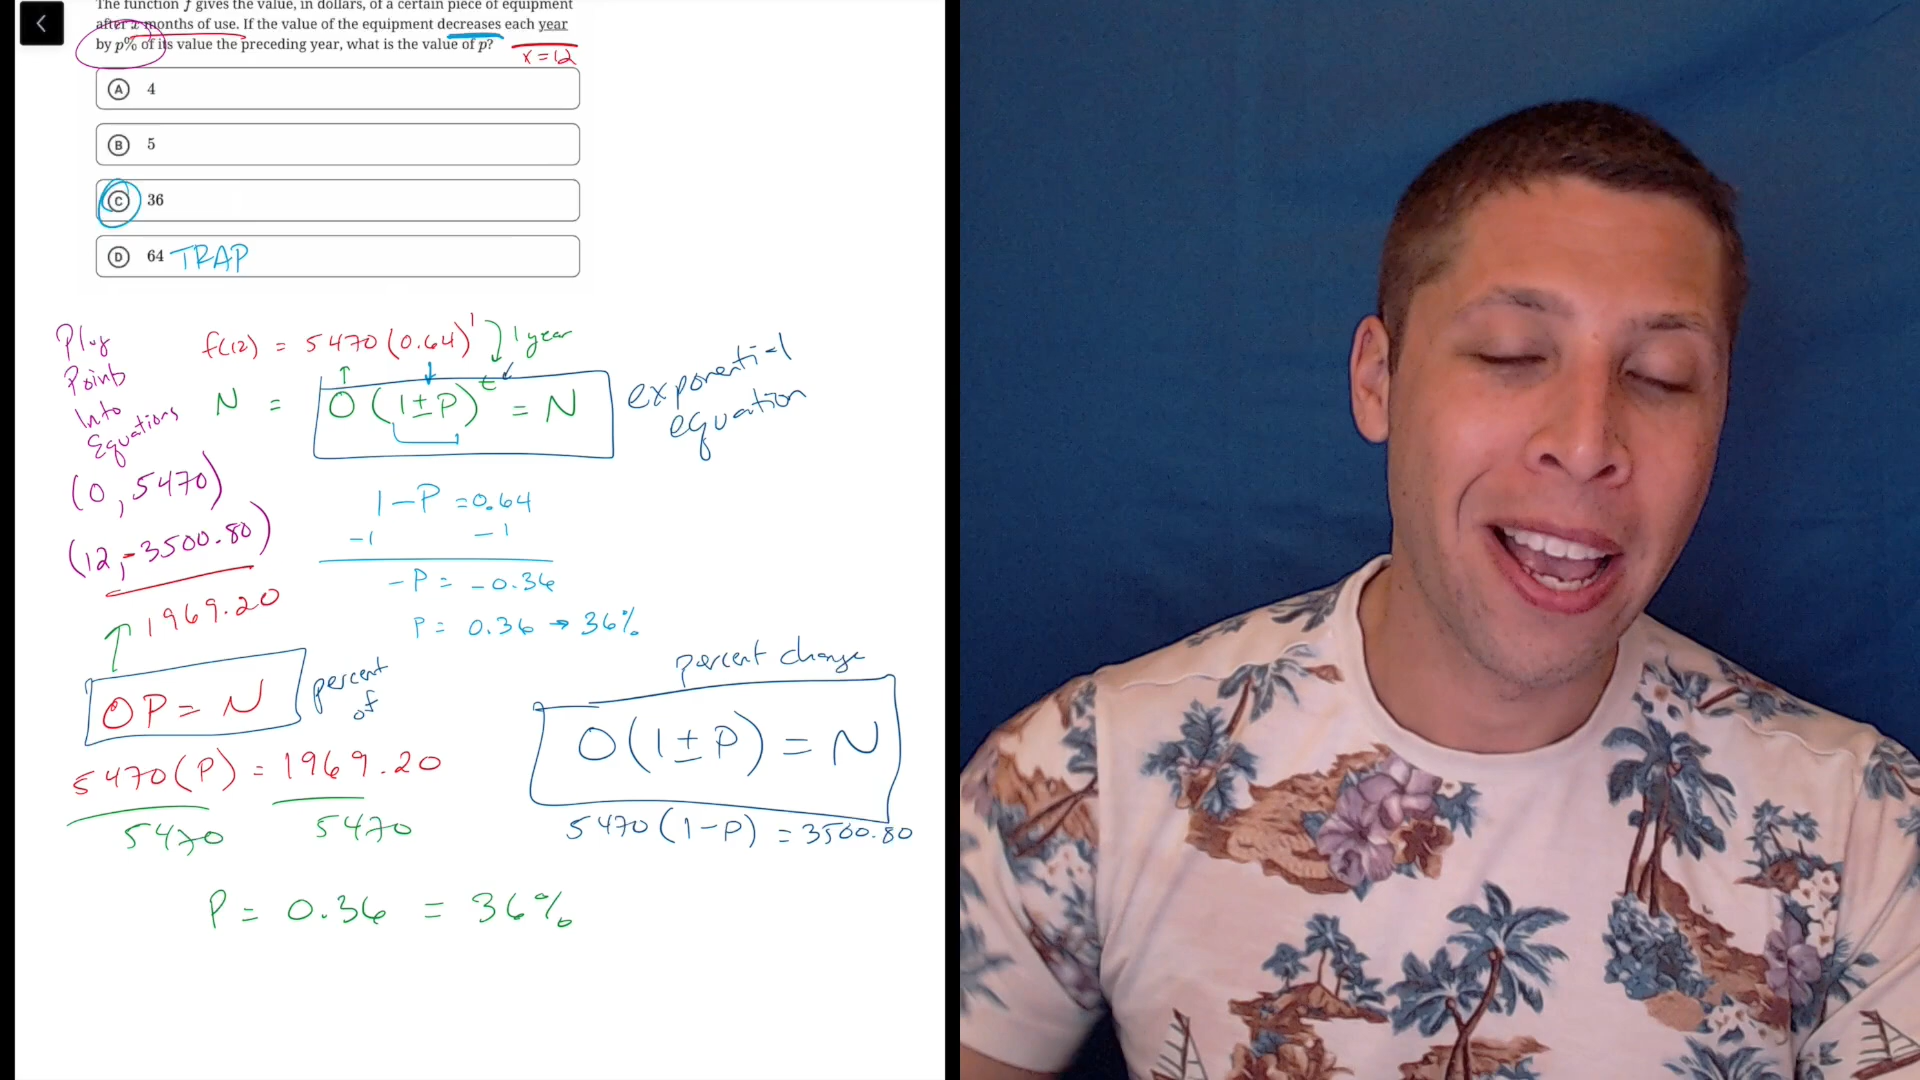 The function f gives the value, in dollars, of a certain piece of equipment
after x months of use. If the value of the equipment decreases each year
by p% of its value the preceding year, what is the value of p?
x = 12
A 4
B 5
C 36
D 64 TRAP
Plug
Points
Into
Equations
(0, 5470)
(12, 3500.80)
1969.20
f(12) = 5470(0.64)^1 1 year
N = O(1±P)^t = N
exponential
equation
1-P = 0.64
-1 -1
-P = -0.36
P = 0.36 → 36%
OP = N
percent
of
5470(P) = 1969.20
5470 5470
P = 0.36 = 36%
percent change
O(1±P) = N
5470(1-P) = 3500.80